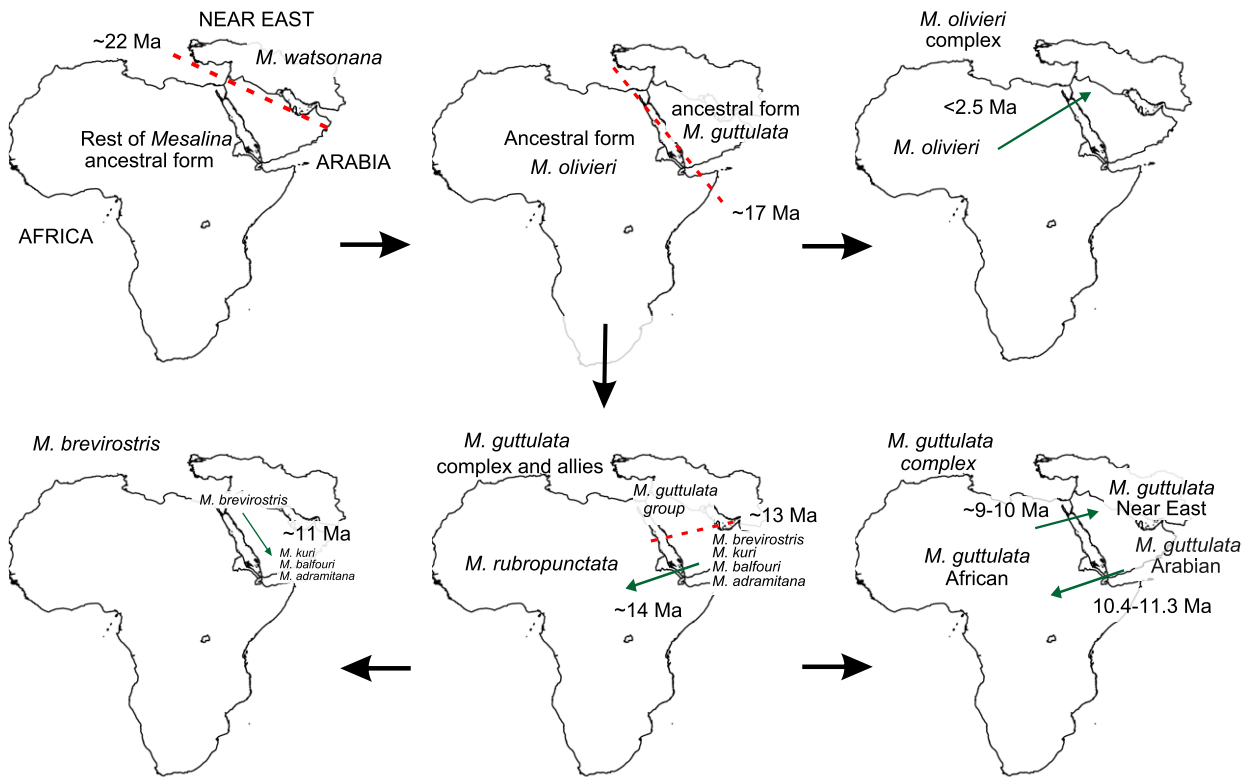 NEAR EAST
~22 Ma
M. watsonana
Rest of Mesalina
ancestral form
ARABIA
AFRICA
ancestral form
M. guttulata
Ancestral form
M. olivieri
~17 Ma
M. olivieri
complex
<2.5 Ma
M. olivieri
M. brevirostris
M. brevirostris
~11 Ma
M. kuri
M. balfouri
M. adramitana
M. guttulata
complex and allies
M. guttulata
group
~13 Ma
M. brevirostris
M. kuri
M. balfouri
M. adramitana
M. rubropunctata
~14 Ma
M. guttulata
complex
M. guttulata
Near East
~9-10 Ma
M. guttulata
Arabian
M. guttulata
African
10.4-11.3 Ma